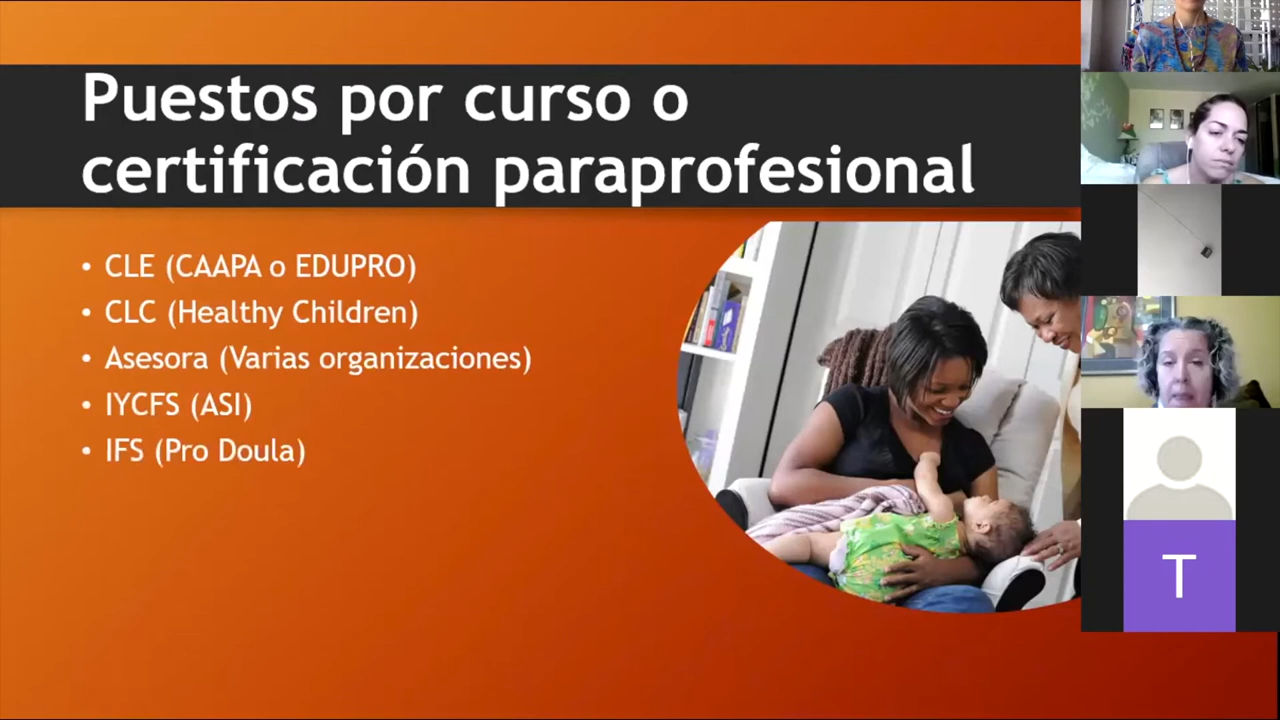 Puestos por curso o
certificación paraprofesional
• CLE (CAAPA o EDUPRO)
• CLC (Healthy Children)
• Asesora (Varias organizaciones)
• IYCFS (ASI)
• IFS (Pro Doula)
T